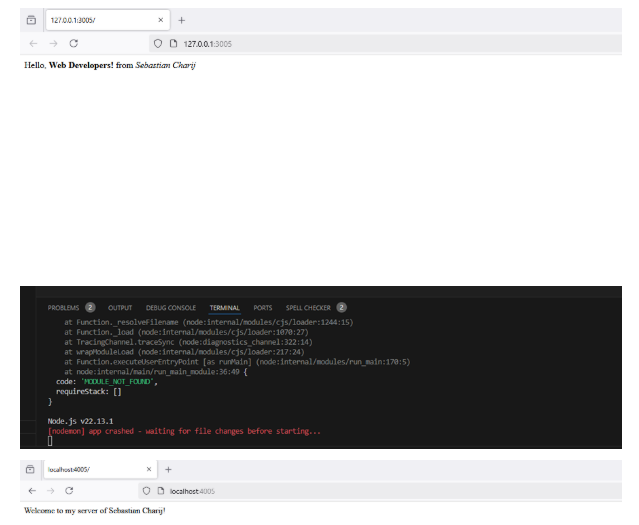 127.0.0.1:3005/
127.0.0.1:3005
Hello, Web Developers! from Sebastian Charij
PROBLEMS 2 OUTPUT DEBUG CONSOLE TERMINAL PORTS SPELL CHECKER 2
at Function._resolveFilename (node:internal/modules/cjs/loader:1244:15)
at Function._load (node:internal/modules/cjs/loader:1070:27)
at TracingChannel.traceSync (node:diagnostics_channel:322:14)
at wrapModuleLoad (node:internal/modules/cjs/loader:217:24)
at Function.executeUserEntryPoint [as runMain] (node:internal/modules/run_main:170:5)
at node:internal/main/run_main_module:36:49 {
code: 'MODULE_NOT_FOUND',
requireStack: []
}
Node.js v22.13.1
[nodemon] app crashed - waiting for file changes before starting...
localhost:4005/
localhost:4005
Welcome to my server of Sebastian Charij!